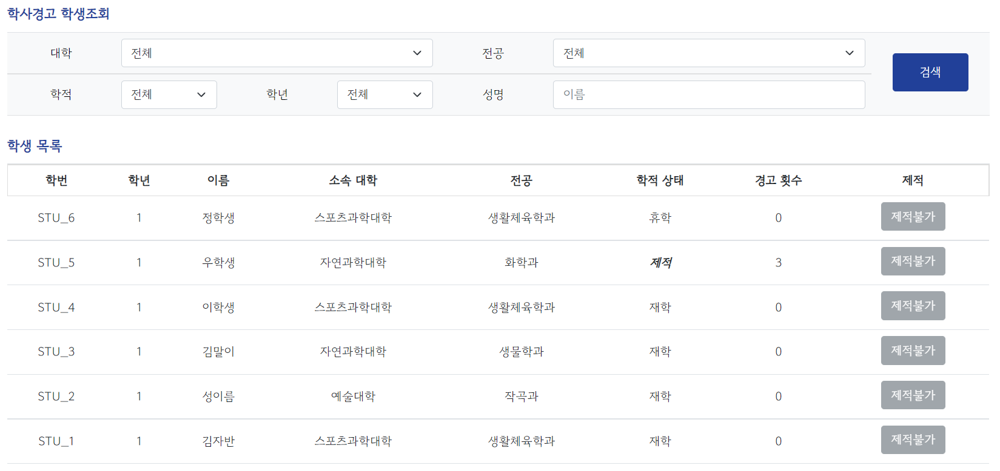 학사경고 학생조회
대학 전체 전공 전체
검색
학적 전체 학년 전체 성명 이름
학생 목록
학번 학년 이름 소속 대학 전공 학적 상태 경고 횟수 제적
STU_6 1 정학생 스포츠과학대학 생활체육학과 휴학 0 제적불가
STU_5 1 우학생 자연과학대학 화학과 제적 3 제적불가
STU_4 1 이학생 스포츠과학대학 생활체육학과 재학 0 제적불가
STU_3 1 김말이 자연과학대학 생물학과 재학 0 제적불가
STU_2 1 성이름 예술대학 작곡과 재학 0 제적불가
STU_1 1 김자반 스포츠과학대학 생활체육학과 재학 0 제적불가